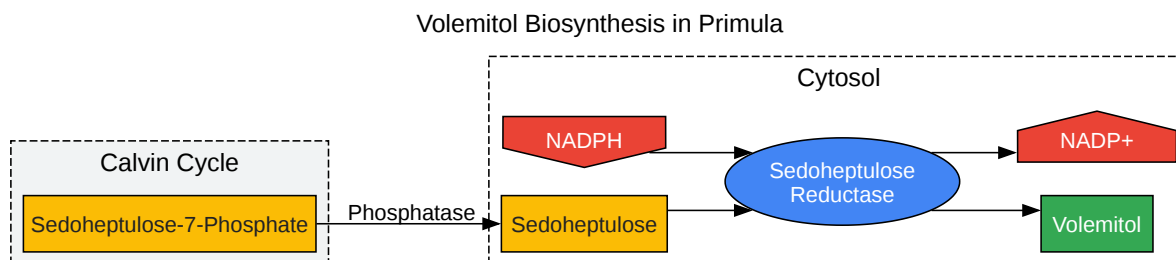 Volemitol Biosynthesis in Primula
Cytosol
Calvin Cycle
NADPH
NADP+
Sedoheptulose
Reductase
Sedoheptulose-7-Phosphate
Phosphatase
Sedoheptulose
Volemitol